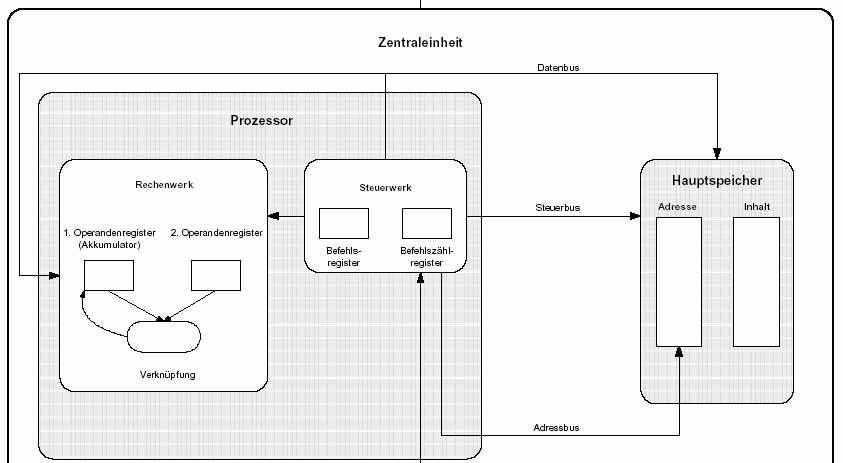 Zentraleinheit
Datenbus
Prozessor
Rechenwerk
Steuerwerk
Hauptspeicher
Steuerbus
Adresse
Inhalt
1. Operandenregister
(Akkumulator)
2. Operandenregister
Befehls-
register
Befehlszähl-
register
Verknüpfung
Adressbus